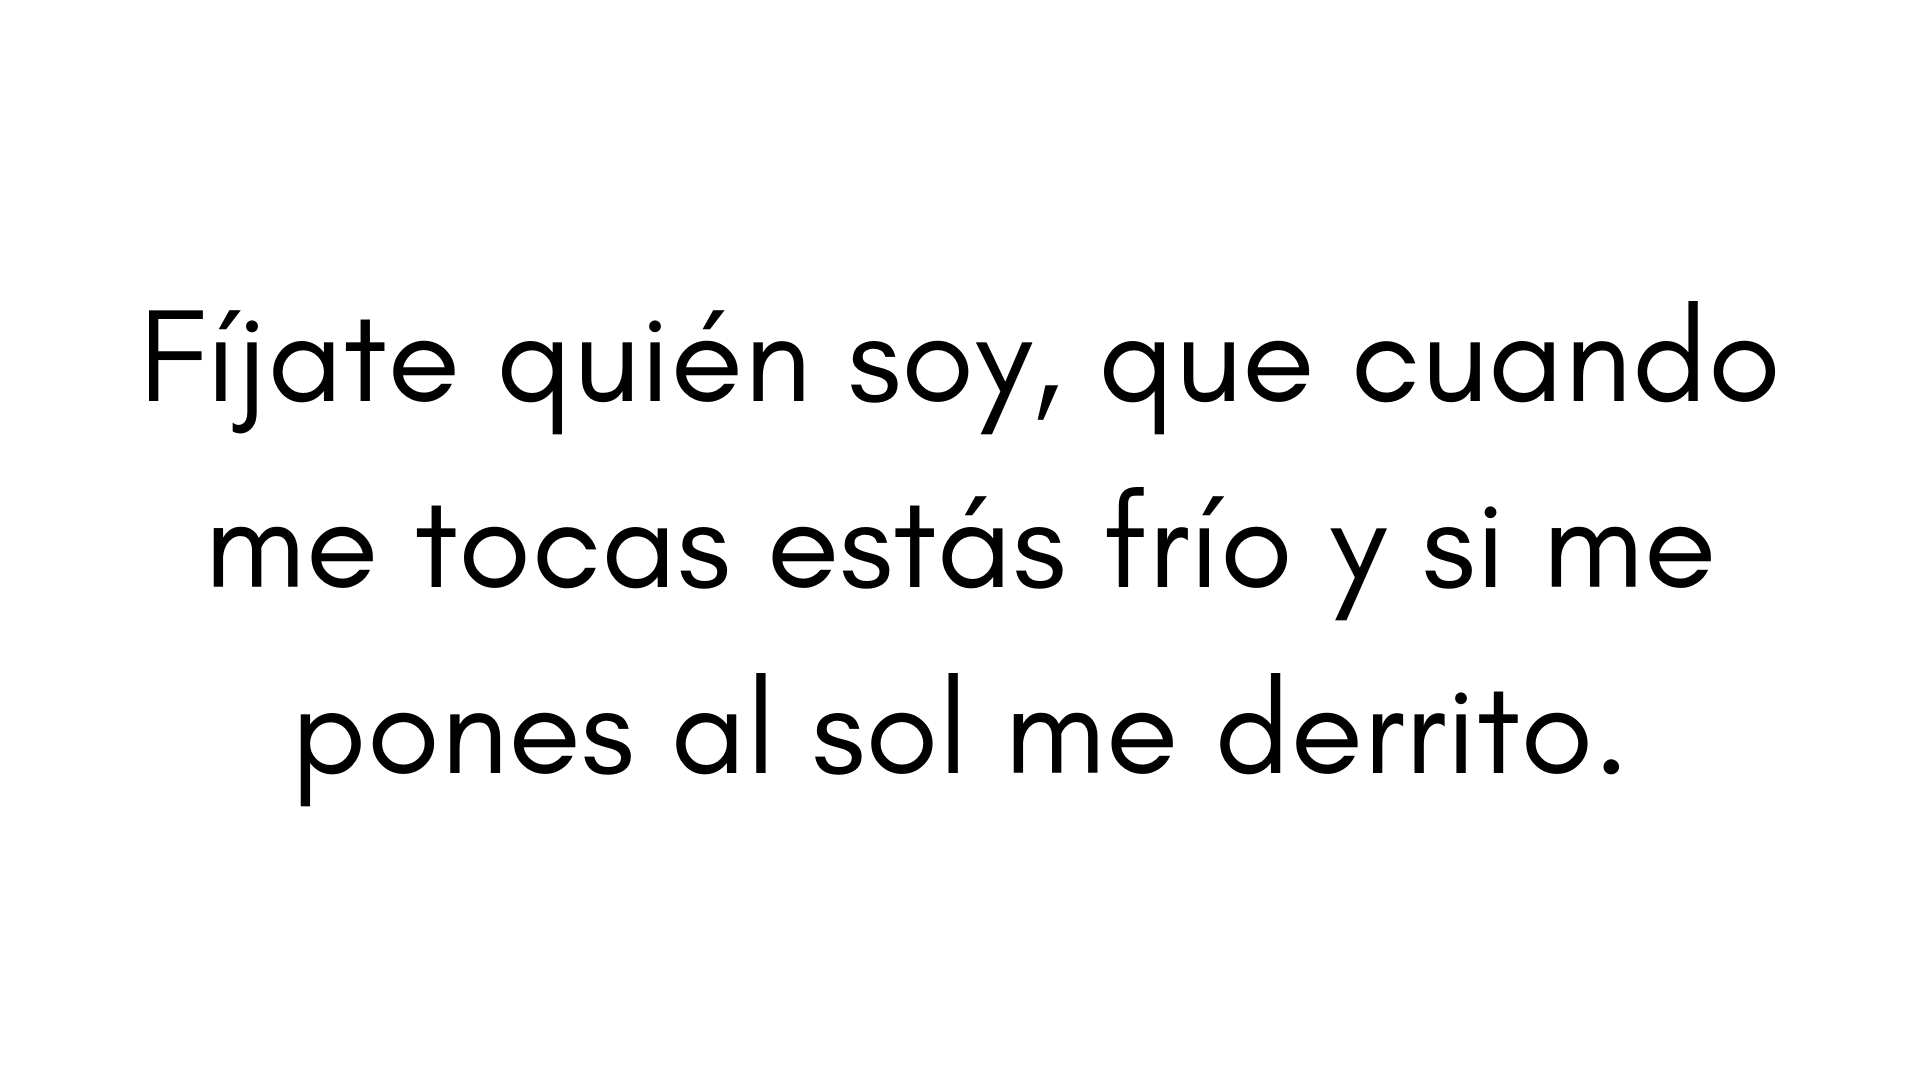 Fíjate quién soy, que cuando
me tocas estás frío y si me
pones al sol me derrito.